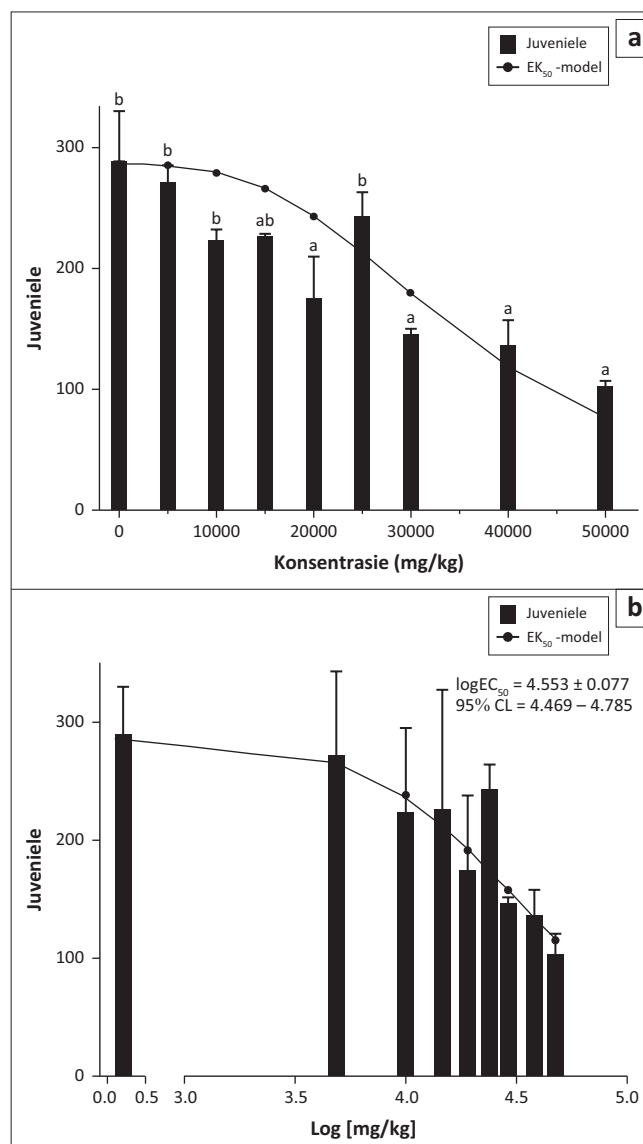 a
Juveniele
EK50 -model
b
b
b
ab
a
b
a
a
a
300
200
100
0
Juveniele
0
10000
20000
30000
40000
50000
Konsentrasie (mg/kg)
b
Juveniele
EK50 -model
logEC50 = 4.553 ± 0.077
95% CL = 4.469 – 4.785
300
200
100
0
Juveniele
0.0
0.5
3.0
3.5
4.0
4.5
5.0
Log [mg/kg]